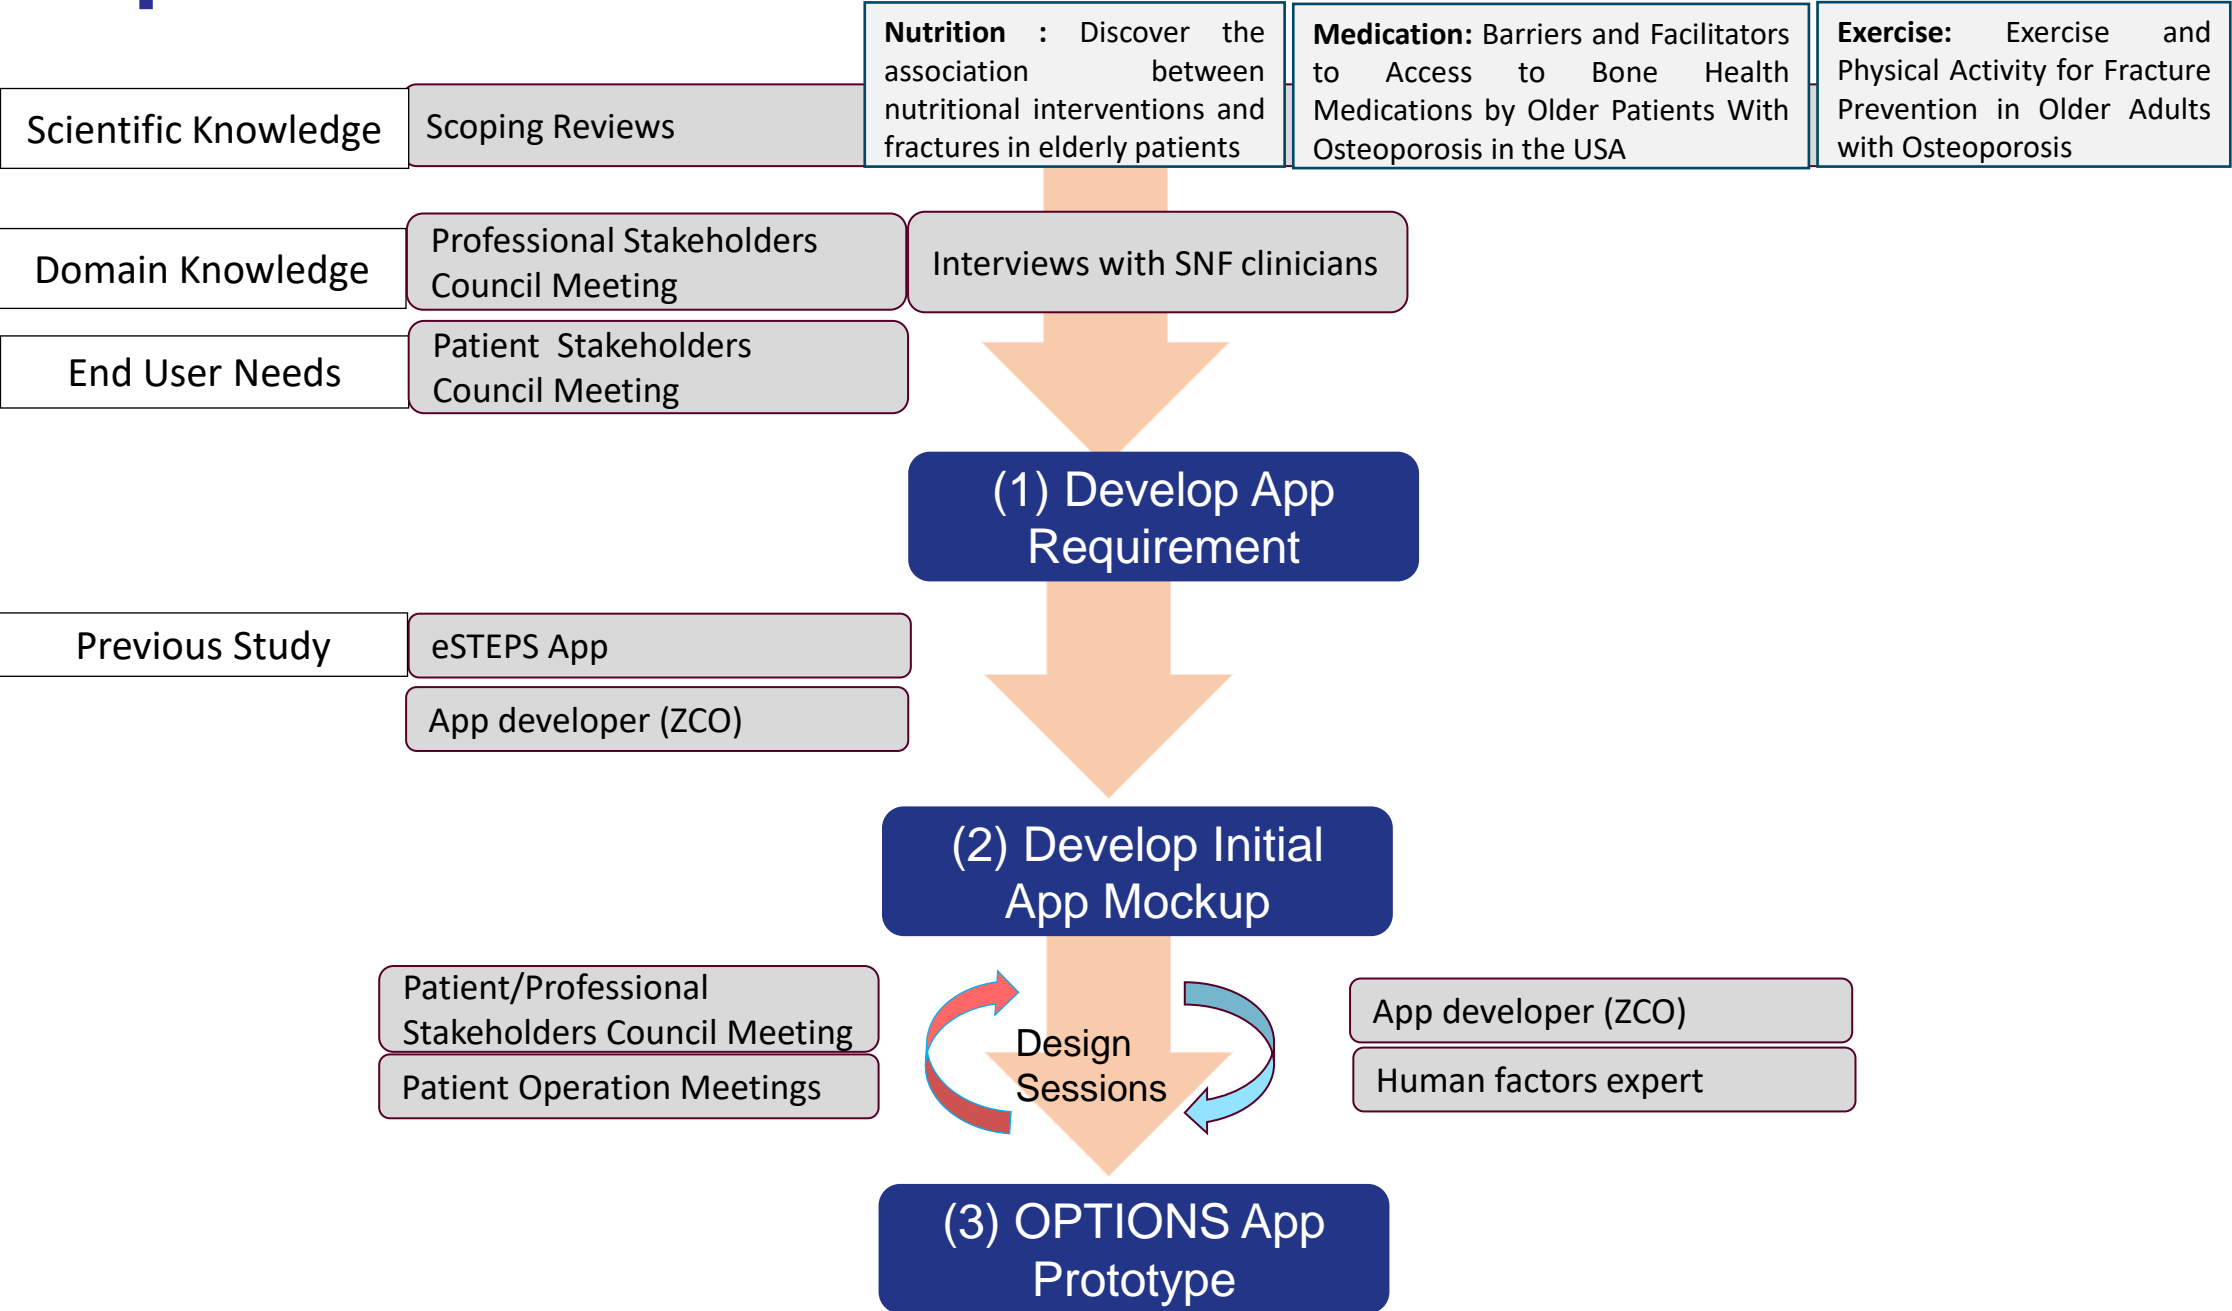 Scientific Knowledge
Scoping Reviews
Nutrition : Discover the
association between
nutritional interventions and
fractures in elderly patients
Medication: Barriers and Facilitators
to Access to Bone Health
Medications by Older Patients With
Osteoporosis in the USA
Exercise: Exercise and
Physical Activity for Fracture
Prevention in Older Adults
with Osteoporosis
Domain Knowledge
Professional Stakeholders
Council Meeting
Interviews with SNF clinicians
End User Needs
Patient Stakeholders
Council Meeting
(1) Develop App
Requirement
Previous Study
eSTEPS App
App developer (ZCO)
(2) Develop Initial
App Mockup
Patient/Professional
Stakeholders Council Meeting
Patient Operation Meetings
Design
Sessions
App developer (ZCO)
Human factors expert
(3) OPTIONS App
Prototype